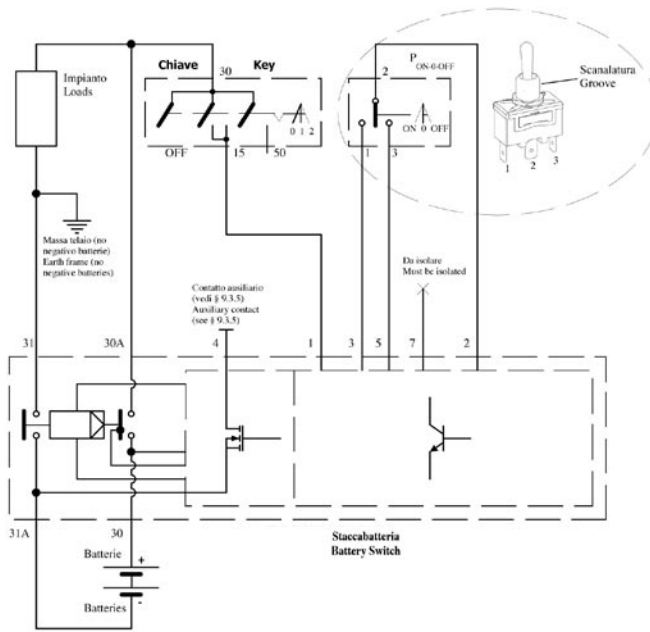 Impianto
Loads
Chiave Key
30
0 1 2
OFF 15 50
P ON-0-OFF
2
ON 0 OFF
1 3
Scanalatura
Groove
1 2 3
Massa telaio (no
negativo batterie)
Earth frame (no
negative batteries)
Contatto ausiliario
(vedi § 9.3.5)
Auxiliary contact
(see § 9.3.5)
Da isolare
Must be isolated
31 30A 4 1 3 5 7 2
31A 30
Staccabatteria
Battery Switch
Batterie +
Batteries -